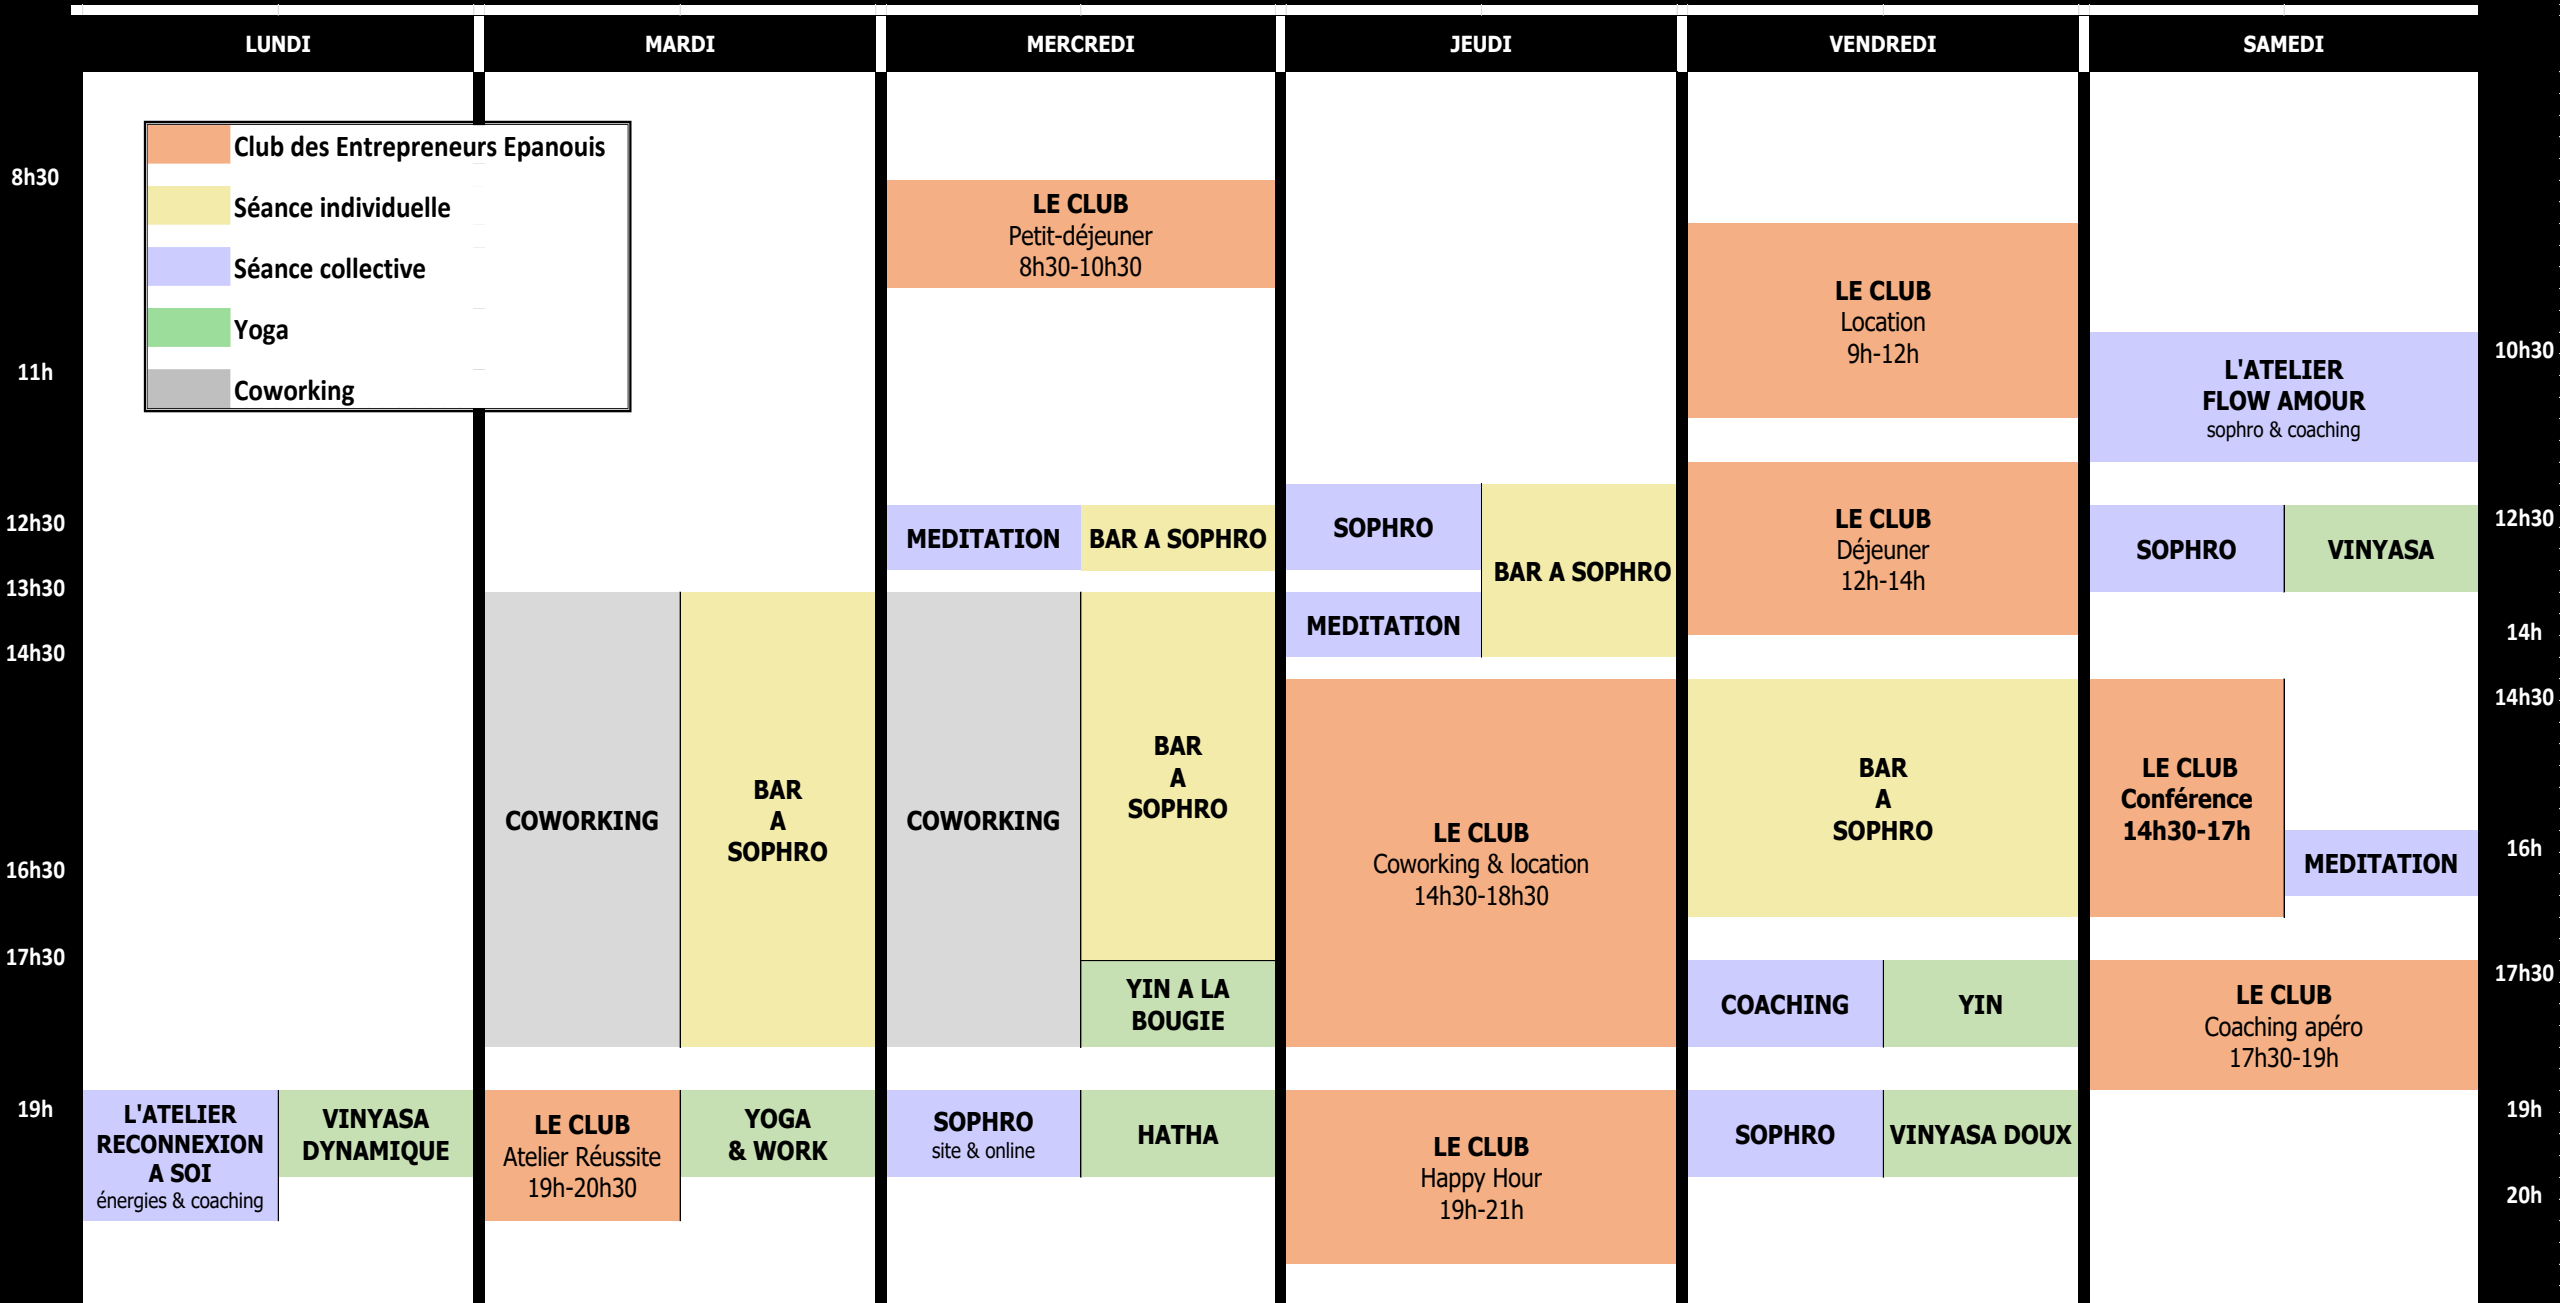 LUNDI
MARDI
MERCREDI
JEUDI
VENDREDI
SAMEDI
Club des Entrepreneurs Epanouis
Séance individuelle
Séance collective
Yoga
Coworking
8h30
11h
12h30
13h30
14h30
16h30
17h30
19h
L'ATELIER
RECONNEXION
A SOI
énergies & coaching
VINYASA
DYNAMIQUE
COWORKING
BAR
A
SOPHRO
LE CLUB
Atelier Réussite
19h-20h30
YOGA
& WORK
LE CLUB
Petit-déjeuner
8h30-10h30
MEDITATION
BAR A SOPHRO
COWORKING
BAR
A
SOPHRO
YIN A LA
BOUGIE
SOPHRO
site & online
HATHA
SOPHRO
BAR A SOPHRO
MEDITATION
LE CLUB
Coworking & location
14h30-18h30
LE CLUB
Happy Hour
19h-21h
LE CLUB
Location
9h-12h
LE CLUB
Déjeuner
12h-14h
BAR
A
SOPHRO
COACHING
YIN
SOPHRO
VINYASA DOUX
L'ATELIER
FLOW AMOUR
sophro & coaching
SOPHRO
VINYASA
LE CLUB
Conférence
14h30-17h
MEDITATION
LE CLUB
Coaching apéro
17h30-19h
10h30
12h30
14h
14h30
16h
17h30
19h
20h